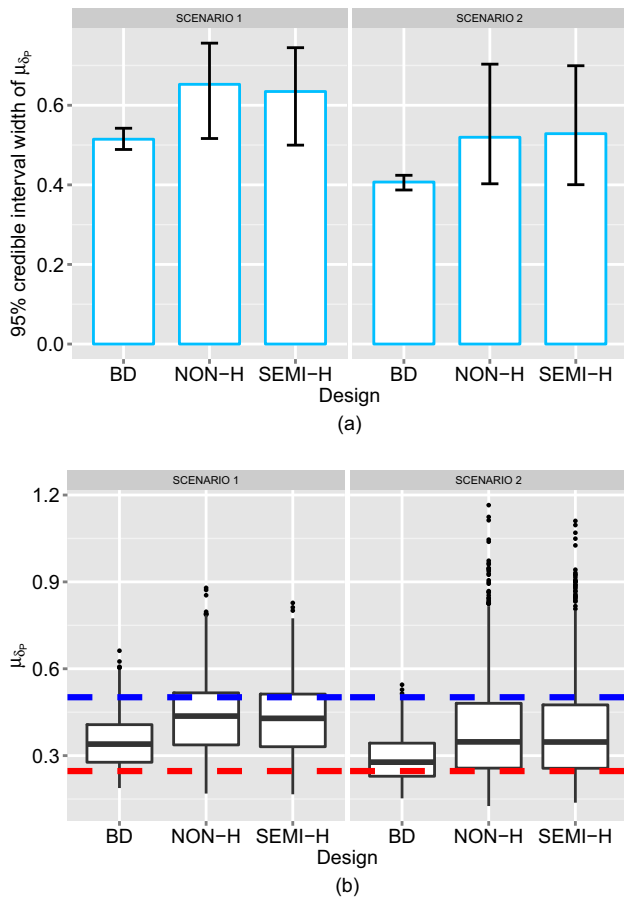 SCENARIO 1 SCENARIO 2
95% credible interval width of μδP
0.6
0.4
0.2
0.0
BD NON−H SEMI−H BD NON−H SEMI−H
Design
(a)
SCENARIO 1 SCENARIO 2
μδP
1.2
0.9
0.6
0.3
BD NON−H SEMI−H BD NON−H SEMI−H
Design
(b)